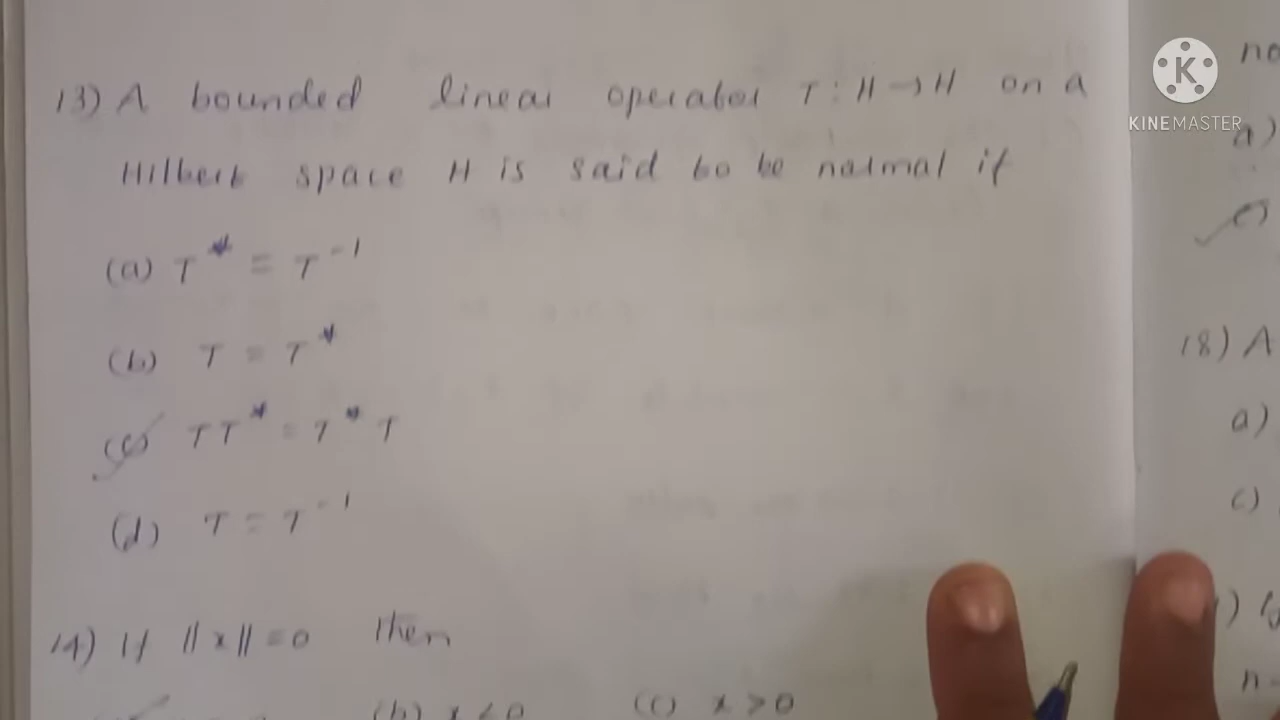 13) A bounded linear operator T : H → H on a
Hilbert space H is said to be normal if
(a) T* = T⁻¹
(b) T = T*
(c) TT* = T*T
(d) T = T⁻¹
14) If ||x|| = 0 then
(b) x < 0 (c) x > 0
K
KINEMASTER
no
a)
c)
18) A
a)
c)
n-